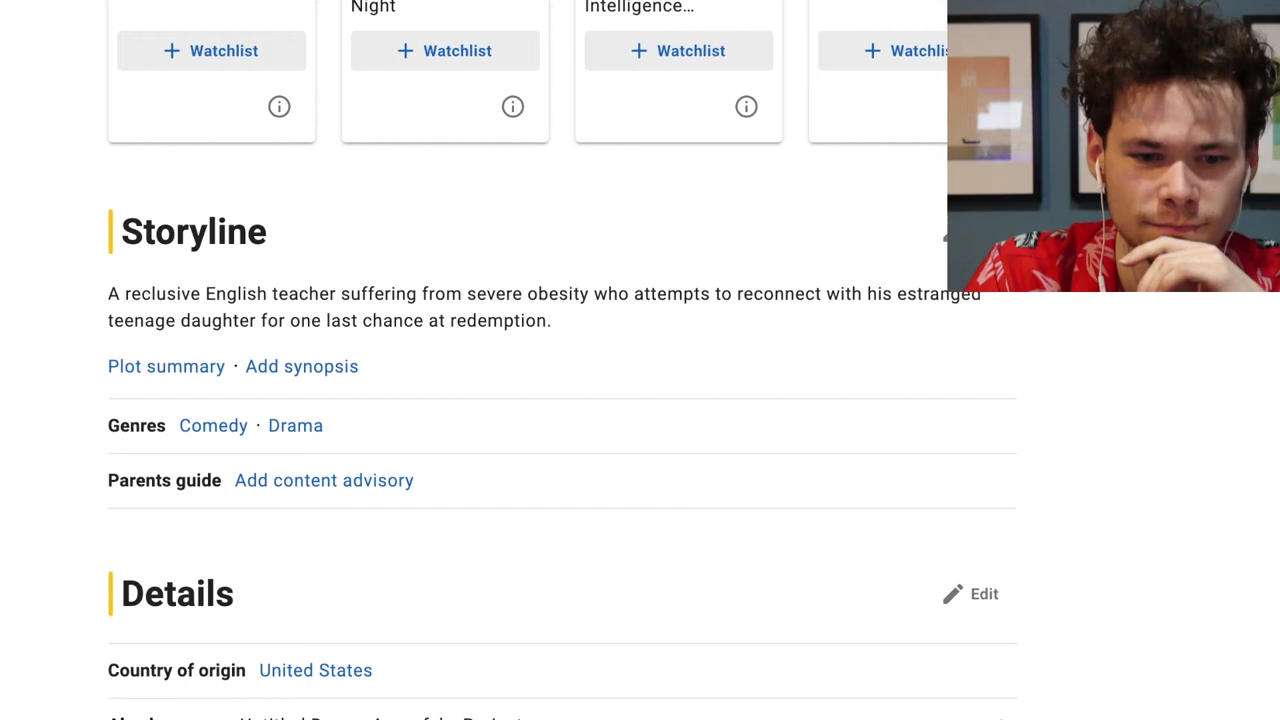 Night
Intelligence...
+ Watchlist
+ Watchlist
+ Watchlist
+
Storyline
A reclusive English teacher suffering from severe obesity who attempts to reconnect with his estranged
teenage daughter for one last chance at redemption.
Plot summary · Add synopsis
Genres Comedy · Drama
Parents guide Add content advisory
Details
Edit
Country of origin United States